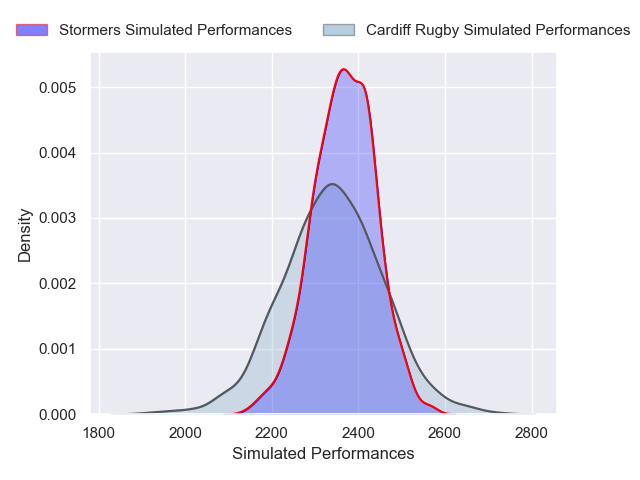 Stormers Simulated Performances Cardiff Rugby Simulated Performances
0.005
0.004
0.003
0.002
0.001
0.000
Density
1800 2000 2200 2400 2600 2800
Simulated Performances